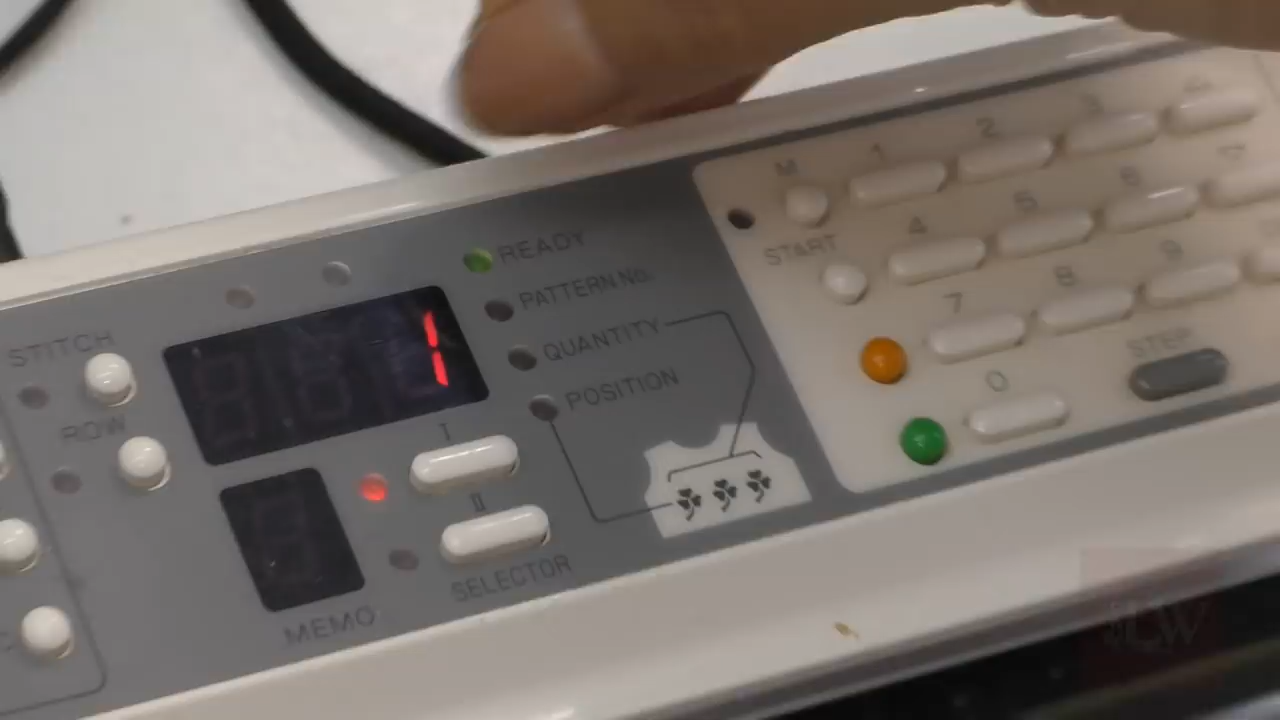 STITCH
ROW
1
READY
PATTERN NO.
QUANTITY
POSITION
I
II
SELECTOR
MEMO
M
1
2
3
START
4
5
6
7
8
9
0
STEP